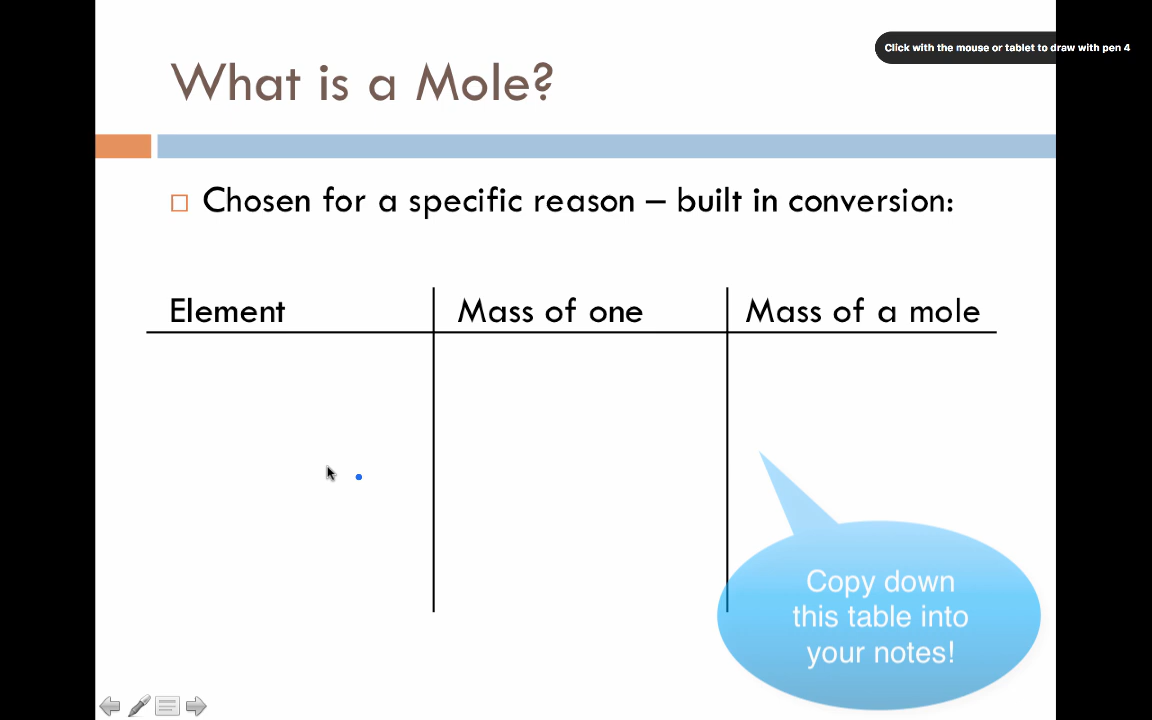 Click with the mouse or tablet to draw with pen 4
What is a Mole?
Chosen for a specific reason – built in conversion:
Element Mass of one Mass of a mole
Copy down
this table into
your notes!